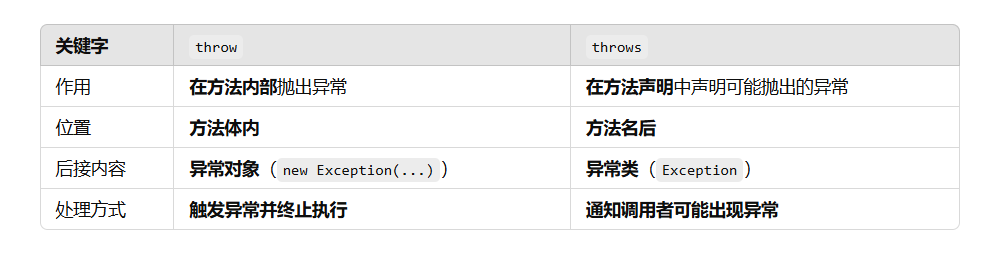 关键字 throw throws
作用 在方法内部抛出异常 在方法声明中声明可能抛出的异常
位置 方法体内 方法名后
后接内容 异常对象（new Exception(...)） 异常类（Exception）
处理方式 触发异常并终止执行 通知调用者可能出现异常